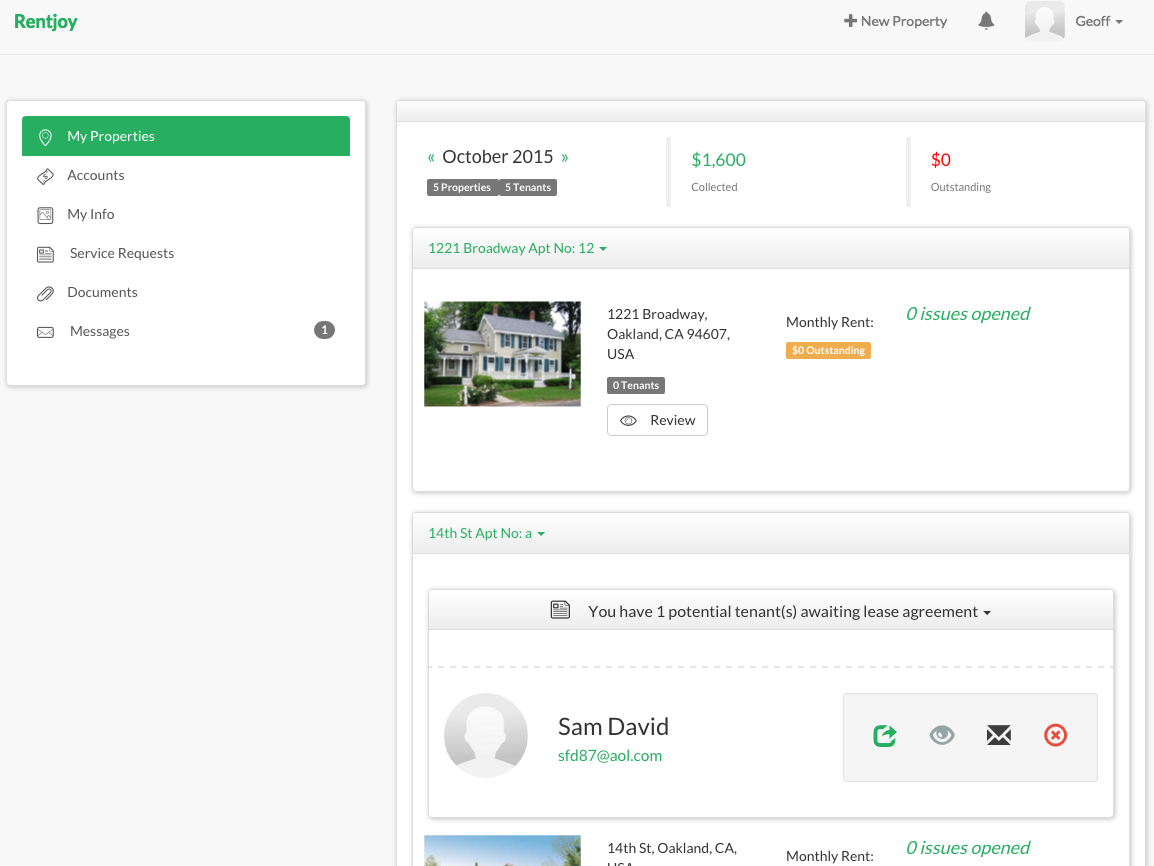 Rentjoy
New Property
Geoff
My Properties
Accounts
My Info
Service Requests
Documents
Messages
1
« October 2015 »
5 Properties 5 Tenants
$1,600
Collected
$0
Outstanding
1221 Broadway Apt No: 12
1221 Broadway,
Oakland, CA 94607,
USA
0 Tenants
Review
Monthly Rent:
$0 Outstanding
0 issues opened
14th St Apt No: a
You have 1 potential tenant(s) awaiting lease agreement
Sam David
sfd87@aol.com
14th St, Oakland, CA,
USA
Monthly Rent:
0 issues opened